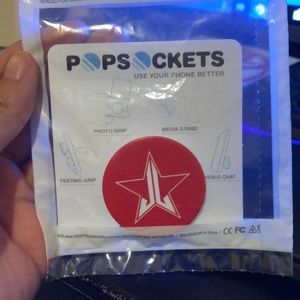 POPSOCKETS
USE YOUR PHONE BETTER
PHOTO GRIP
MEDIA STAND
TEXTING GRIP
VIDEO CHAT